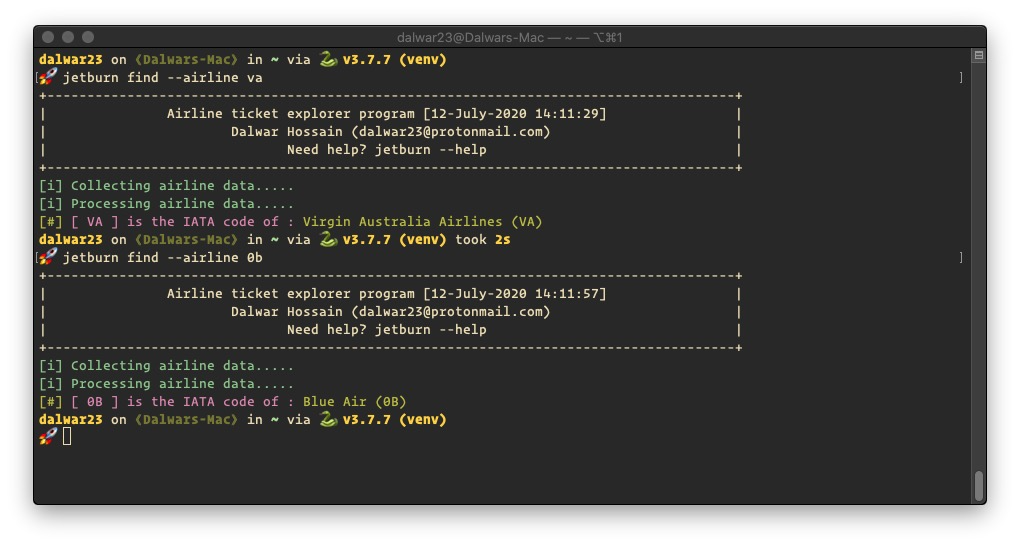 dalwar23@Dalwars-Mac — ~ — ⌥⌘1
dalwar23 on (Dalwars-Mac) in ~ via 🐍 v3.7.7 (venv)
[🚀 jetburn find --airline va ]
+--------------------------------------------------------------------------------------+
| Airline ticket explorer program [12-July-2020 14:11:29] |
| Dalwar Hossain (dalwar23@protonmail.com) |
| Need help? jetburn --help |
+--------------------------------------------------------------------------------------+
[i] Collecting airline data.....
[i] Processing airline data.....
[#] [ VA ] is the IATA code of : Virgin Australia Airlines (VA)
dalwar23 on (Dalwars-Mac) in ~ via 🐍 v3.7.7 (venv) took 2s
[🚀 jetburn find --airline 0b ]
+--------------------------------------------------------------------------------------+
| Airline ticket explorer program [12-July-2020 14:11:57] |
| Dalwar Hossain (dalwar23@protonmail.com) |
| Need help? jetburn --help |
+--------------------------------------------------------------------------------------+
[i] Collecting airline data.....
[i] Processing airline data.....
[#] [ 0B ] is the IATA code of : Blue Air (0B)
dalwar23 on (Dalwars-Mac) in ~ via 🐍 v3.7.7 (venv)
🚀